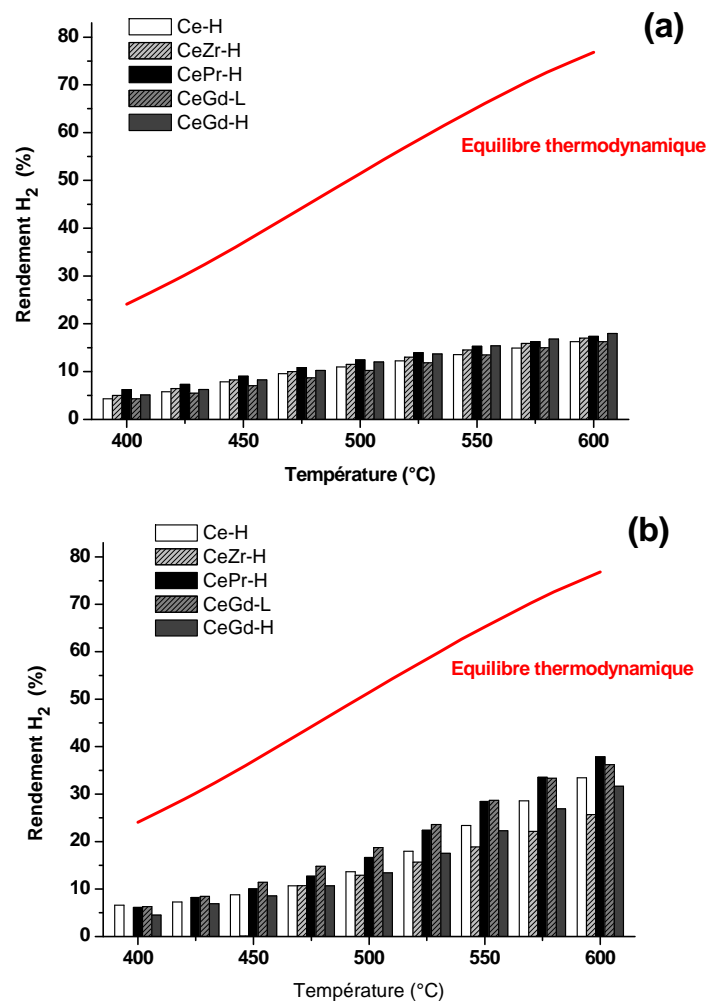 (a)
Ce-H
CeZr-H
CePr-H
CeGd-L
CeGd-H
Equilibre thermodynamique
Rendement H2 (%)
80
70
60
50
40
30
20
10
0
400 450 500 550 600
Température (°C)
(b)
Ce-H
CeZr-H
CePr-H
CeGd-L
CeGd-H
Equilibre thermodynamique
Rendement H2 (%)
80
70
60
50
40
30
20
10
0
400 450 500 550 600
Température (°C)